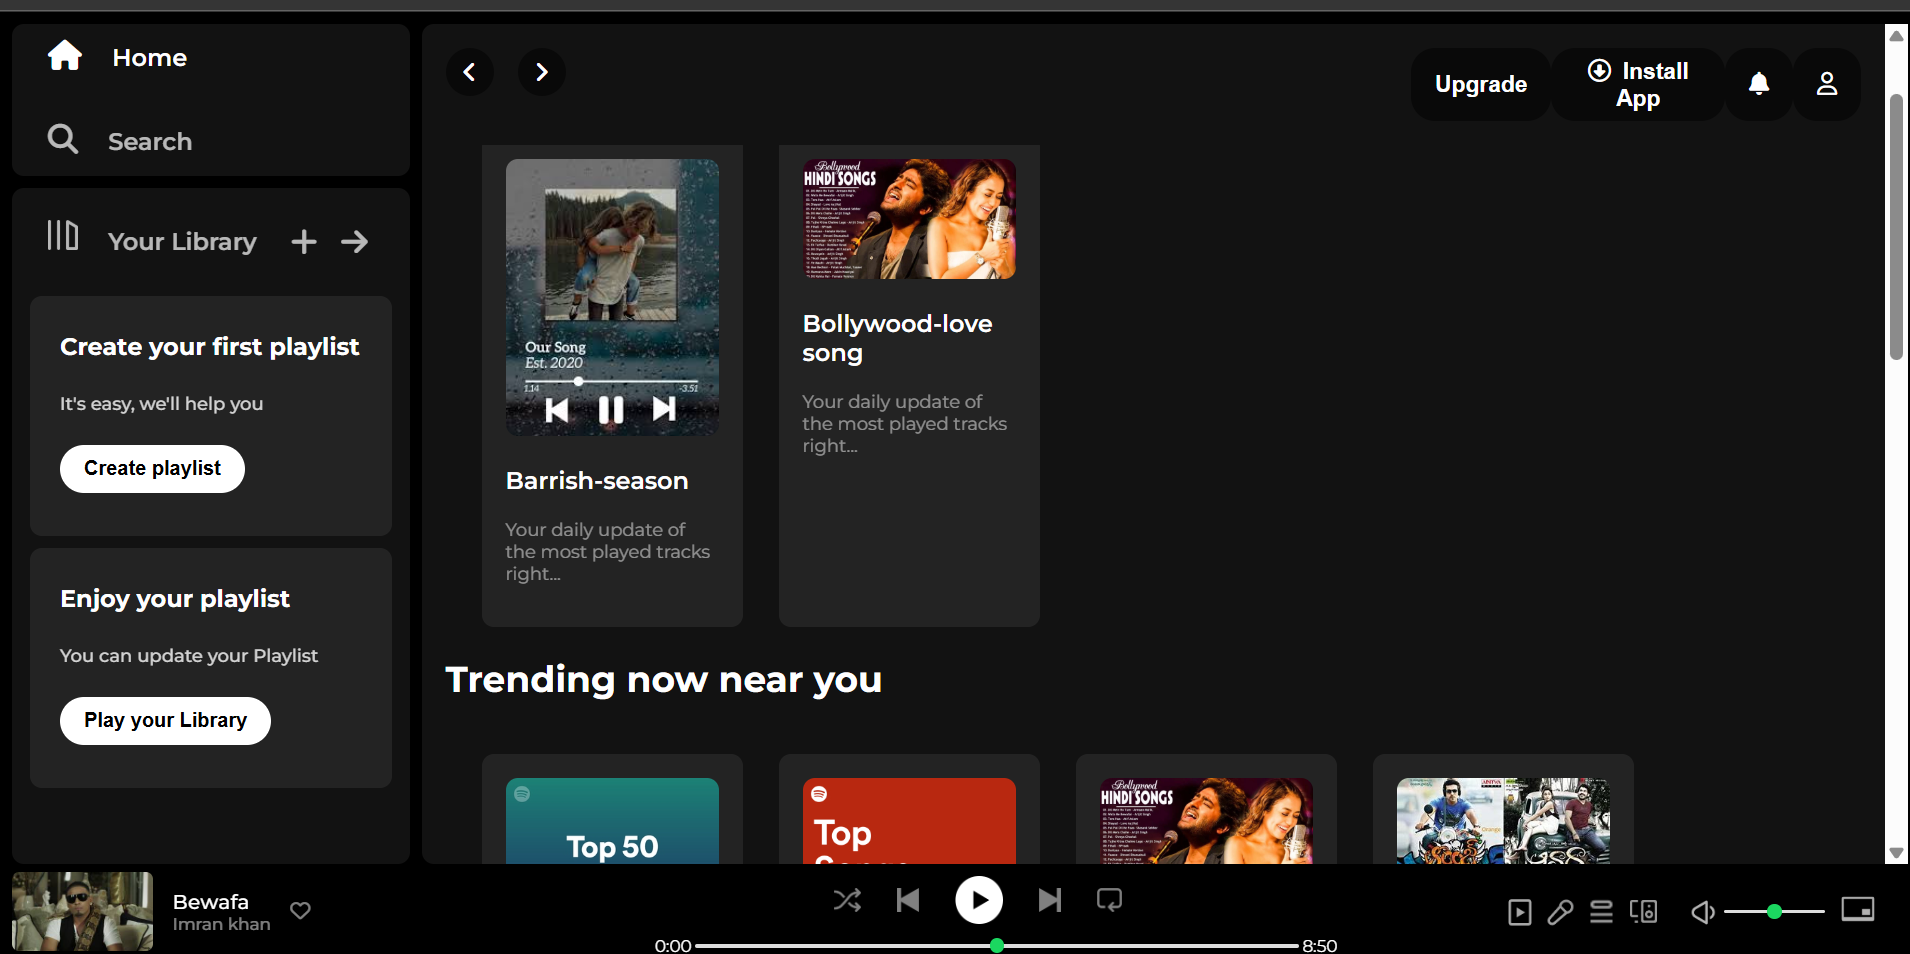 Home
Search
Your Library
Create your first playlist
It's easy, we'll help you
Create playlist
Enjoy your playlist
You can update your Playlist
Play your Library
Upgrade
Install
App
Our Song
Est. 2020
1.14 -3.51
Barrish-season
Your daily update of
the most played tracks
right...
Bollywood
HINDI SONGS
Bollywood-love
song
Your daily update of
the most played tracks
right...
Trending now near you
Top 50
Top
Bollywood
HINDI SONGS
Bewafa
Imran khan
0:00
8:50